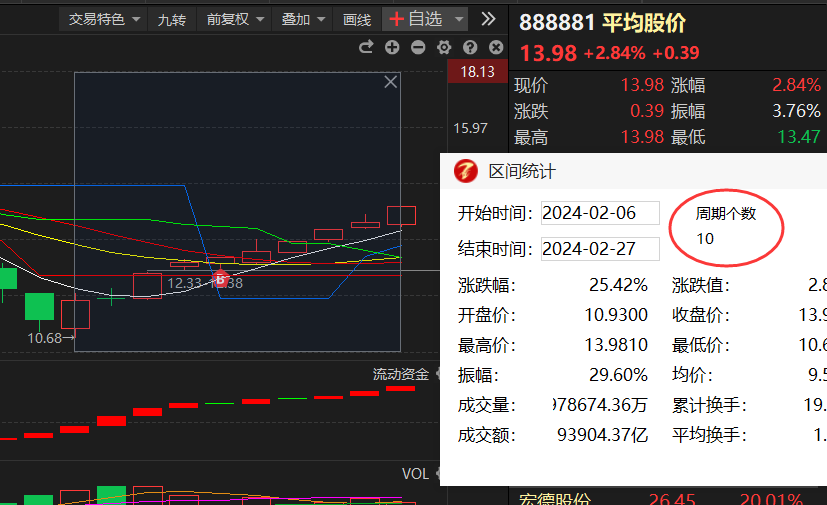 交易特色 九转 前复权 叠加 画线 +自选
888881 平均股价
13.98 +2.84% +0.39
18.13
现价 13.98 涨幅 2.84%
涨跌 0.39 振幅 3.76%
最高 13.98 最低 13.47
15.97
区间统计
开始时间: 2024-02-06
周期个数
10
结束时间: 2024-02-27
涨跌幅: 25.42% 涨跌值: 2.8
开盘价: 10.9300 收盘价: 13.9
最高价: 13.9810 最低价: 10.6
振幅: 29.60% 均价: 9.5
成交量: 978674.36万 累计换手: 19.
成交额: 93904.37亿 平均换手: 1.
12.33
B
38
10.68→
流动资金
VOL
宏德股份 26.45 20.01%